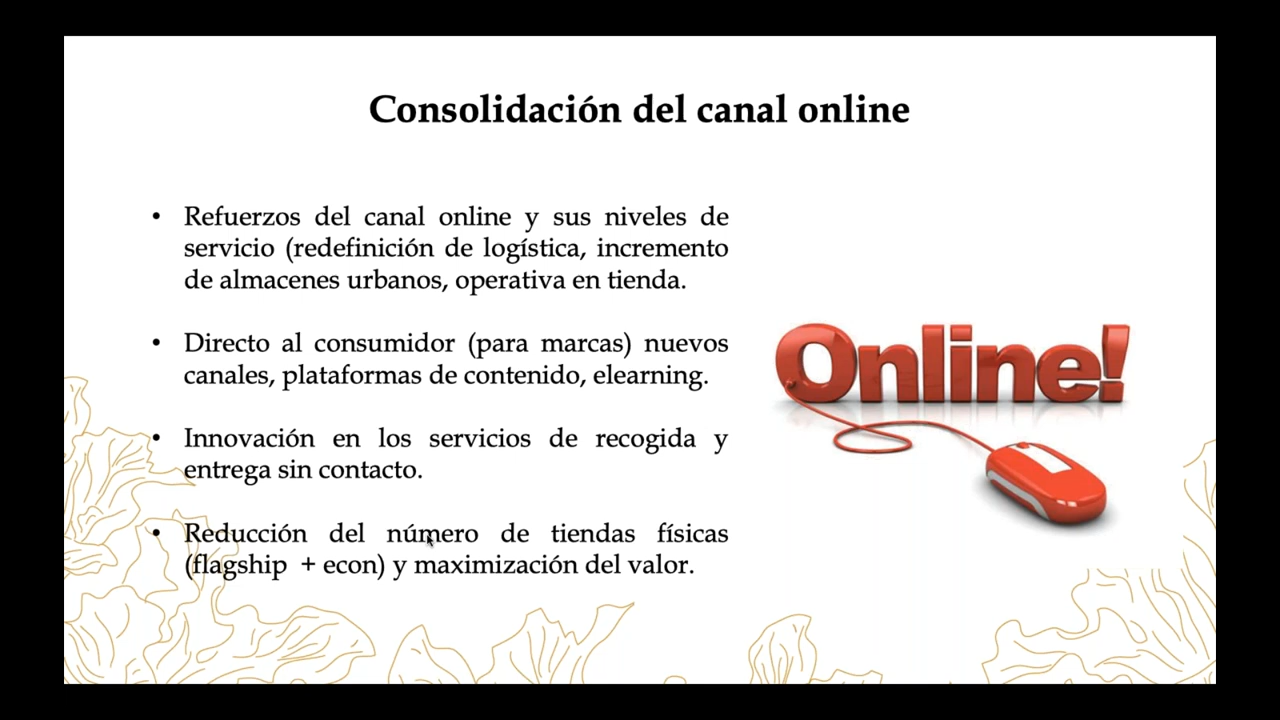 Consolidación del canal online
• Refuerzos del canal online y sus niveles de
servicio (redefinición de logística, incremento
de almacenes urbanos, operativa en tienda.
• Directo al consumidor (para marcas) nuevos
canales, plataformas de contenido, elearning.
• Innovación en los servicios de recogida y
entrega sin contacto.
• Reducción del número de tiendas físicas
(flagship + econ) y maximización del valor.
Online!